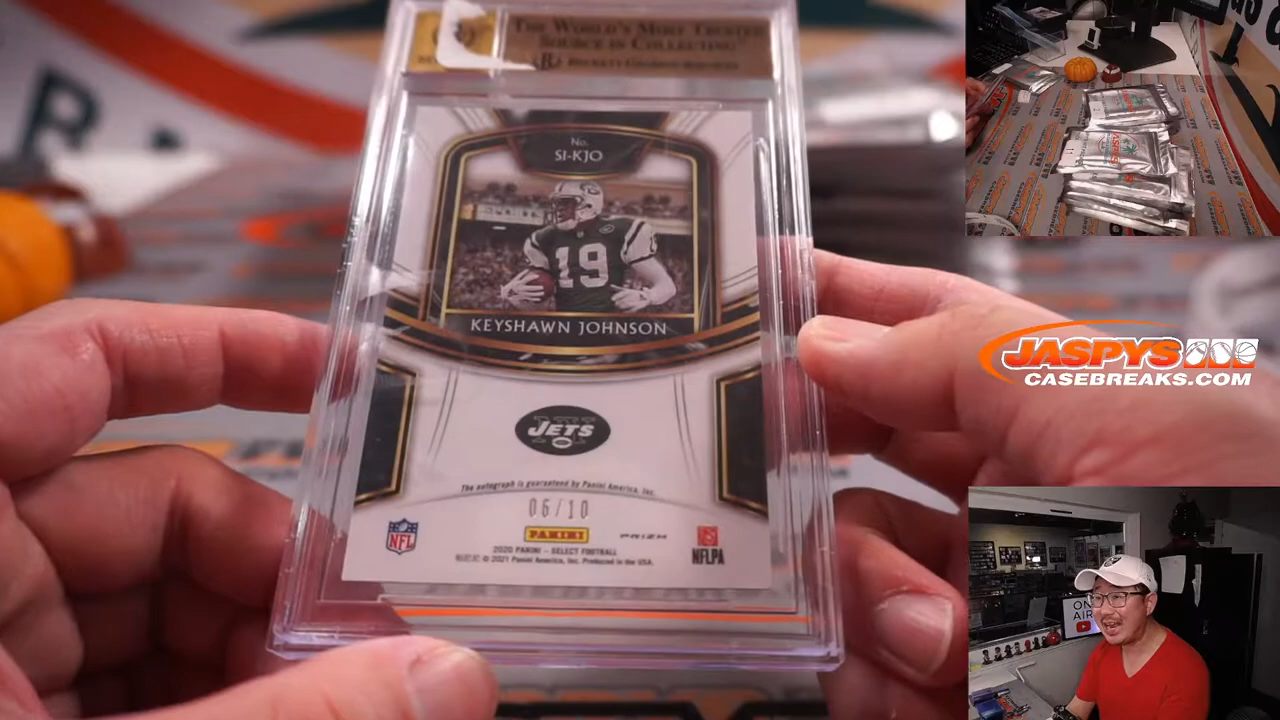 THE WORLD'S MOST TRUSTED
SOURCE IN COLLECTING
No.
SI-KJO
19
KEYSHAWN JOHNSON
JETS
The autograph is guaranteed by Panini America, Inc.
06/10
PANINI
PRIZM
NFL
NFLPA
2020 PANINI – SELECT FOOTBALL
© 2021 Panini America, Inc. Produced in the USA.
JASPYS
CASEBREAKS.COM
ON
AIR